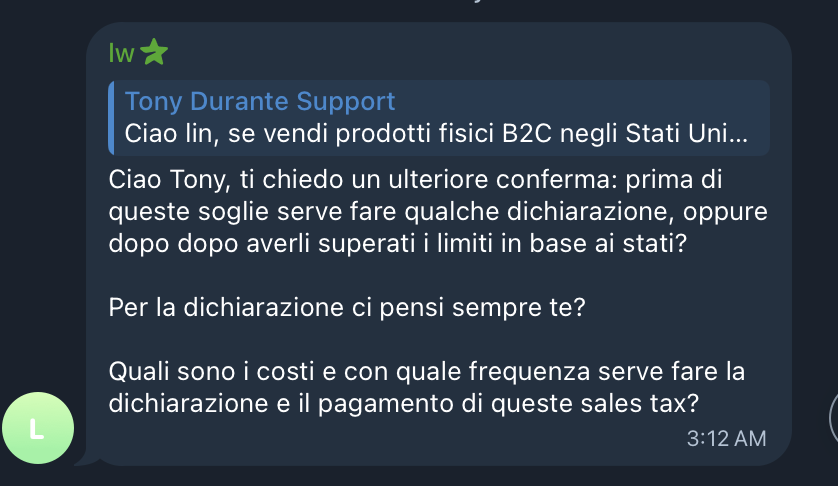 lw
Tony Durante Support
Ciao lin, se vendi prodotti fisici B2C negli Stati Uni...
Ciao Tony, ti chiedo un ulteriore conferma: prima di
queste soglie serve fare qualche dichiarazione, oppure
dopo dopo averli superati i limiti in base ai stati?
Per la dichiarazione ci pensi sempre te?
Quali sono i costi e con quale frequenza serve fare la
dichiarazione e il pagamento di queste sales tax?
3:12 AM
L